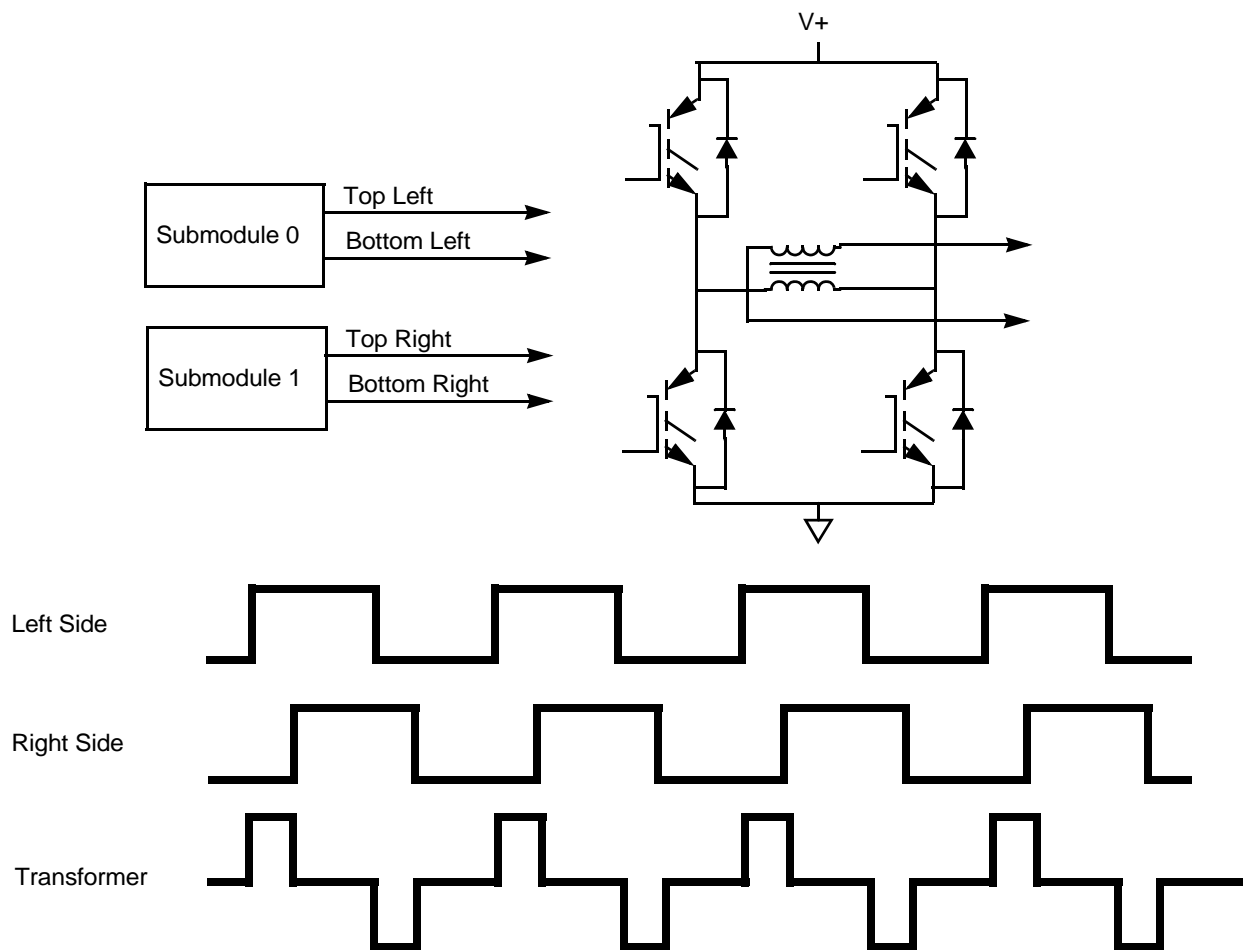 V+
Top Left
Submodule 0
Bottom Left
Top Right
Submodule 1
Bottom Right
Left Side
Right Side
Transformer